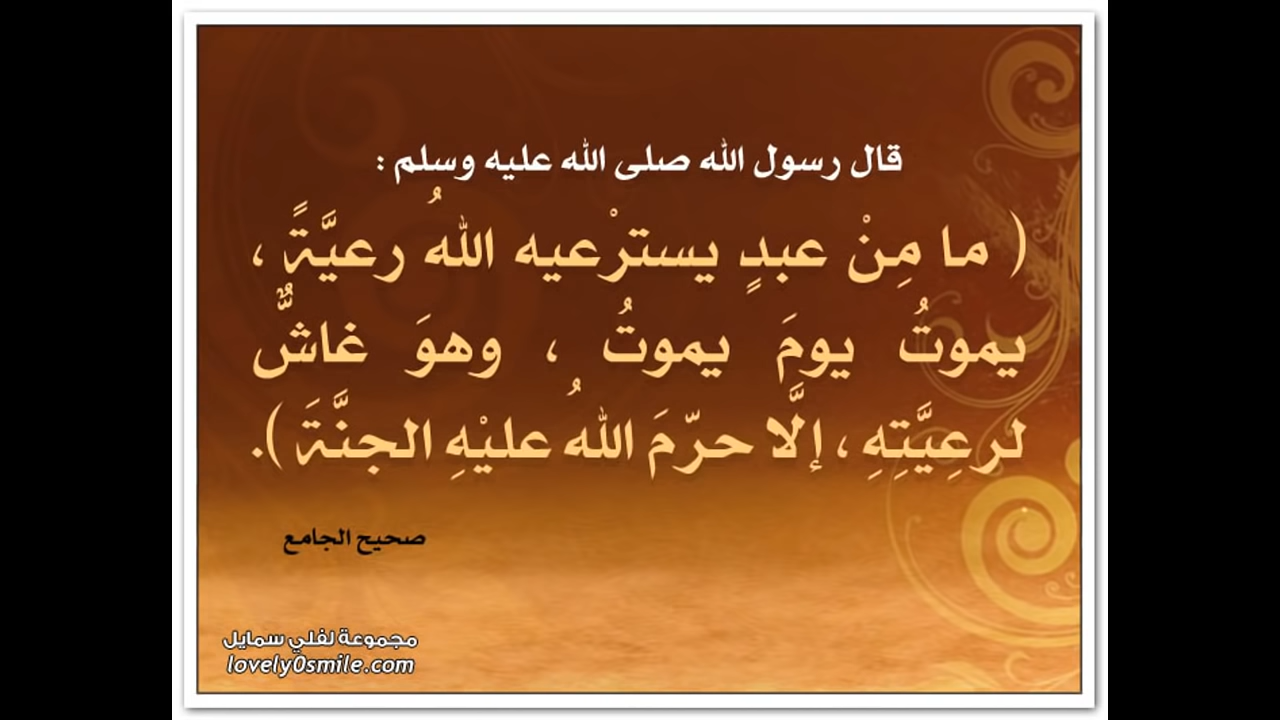 قال رسول الله صلى الله عليه وسلم :
( ما مِنْ عبدٍ يسترْعيه اللهُ رعيَّةً ،
يموتُ يومَ يموتُ ، وهوَ غاشٌّ
لرعِيَّتِهِ ، إلَّا حرّمَ اللهُ عليْهِ الجنَّةَ ).
صحيح الجامع
مجموعة لفلي سمايل
lovely0smile.com